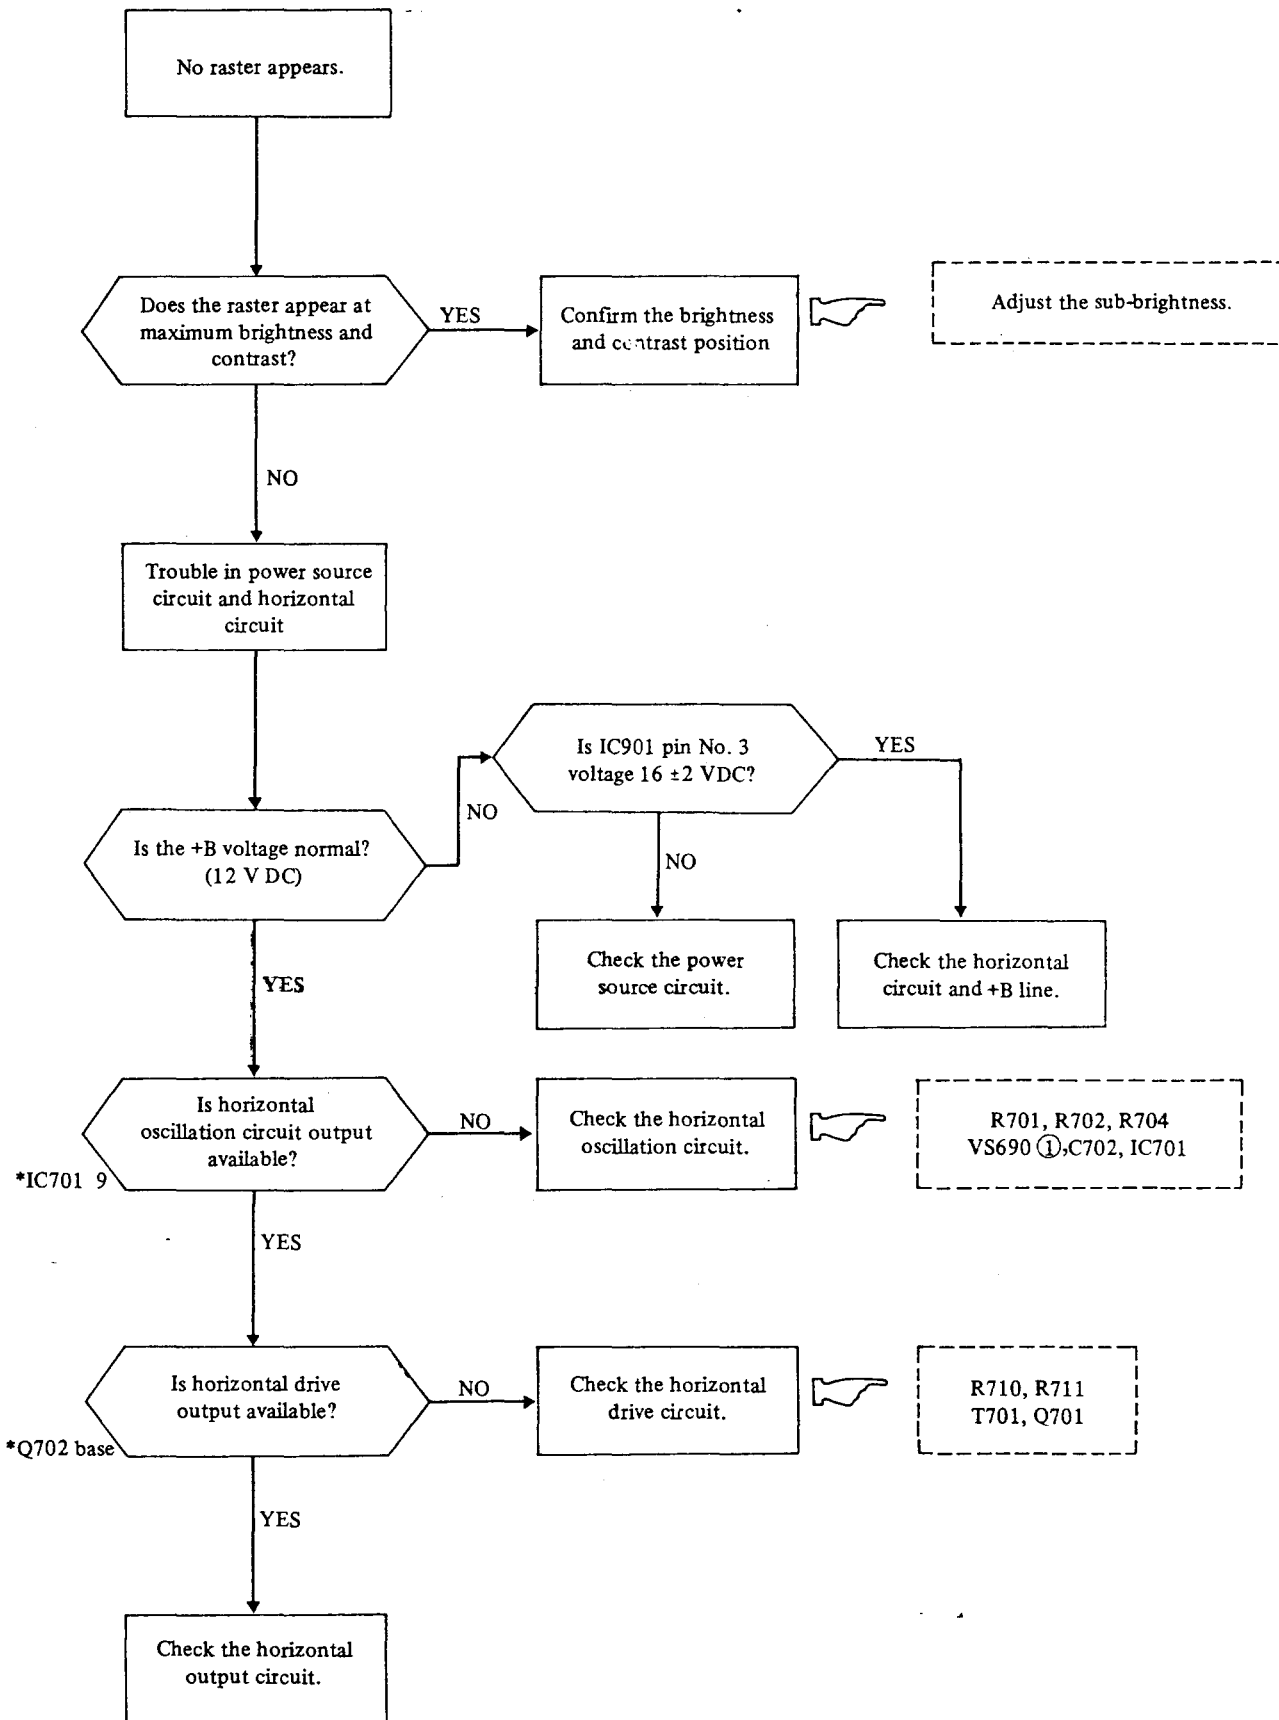 No raster appears.
Does the raster appear at
maximum brightness and
contrast?
YES
Confirm the brightness
and contrast position
Adjust the sub-brightness.
NO
Trouble in power source
circuit and horizontal
circuit
Is the +B voltage normal?
(12 V DC)
NO
Is IC901 pin No. 3
voltage 16 ±2 VDC?
YES
NO
Check the power
source circuit.
Check the horizontal
circuit and +B line.
YES
Is horizontal
oscillation circuit output
available?
*IC701 9
NO
Check the horizontal
oscillation circuit.
R701, R702, R704
VS690 ①,C702, IC701
YES
Is horizontal drive
output available?
*Q702 base
NO
Check the horizontal
drive circuit.
R710, R711
T701, Q701
YES
Check the horizontal
output circuit.